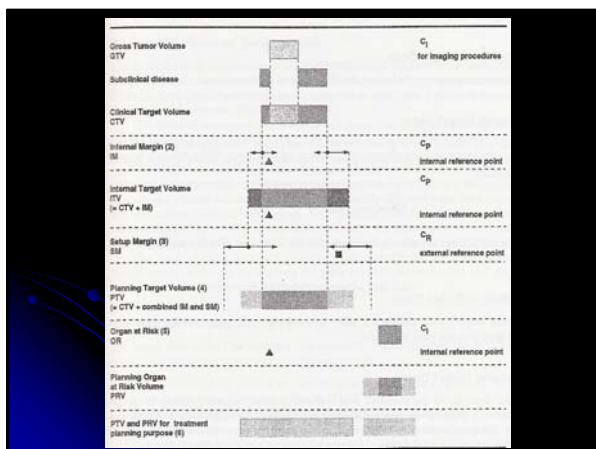 Gross Tumor Volume
GTV
C_I
for imaging procedures
Subclinical disease
Clinical Target Volume
CTV
Internal Margin (2)
IM
C_P
internal reference point
Internal Target Volume
ITV
(= CTV + IM)
C_P
internal reference point
Setup Margin (3)
SM
C_R
external reference point
Planning Target Volume (4)
PTV
(= CTV + combined IM and SM)
Organ at Risk (5)
OR
C_I
internal reference point
Planning Organ
at Risk Volume
PRV
PTV and PRV for treatment
planning purpose (6)